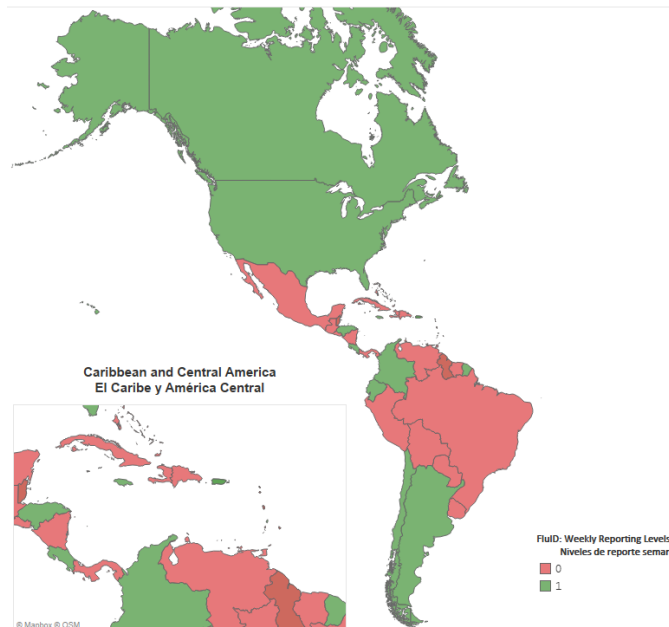 Caribbean and Central America
El Caribe y América Central
FluID: Weekly Reporting Levels
Niveles de reporte semar
0
1
© Mapbox © OSM